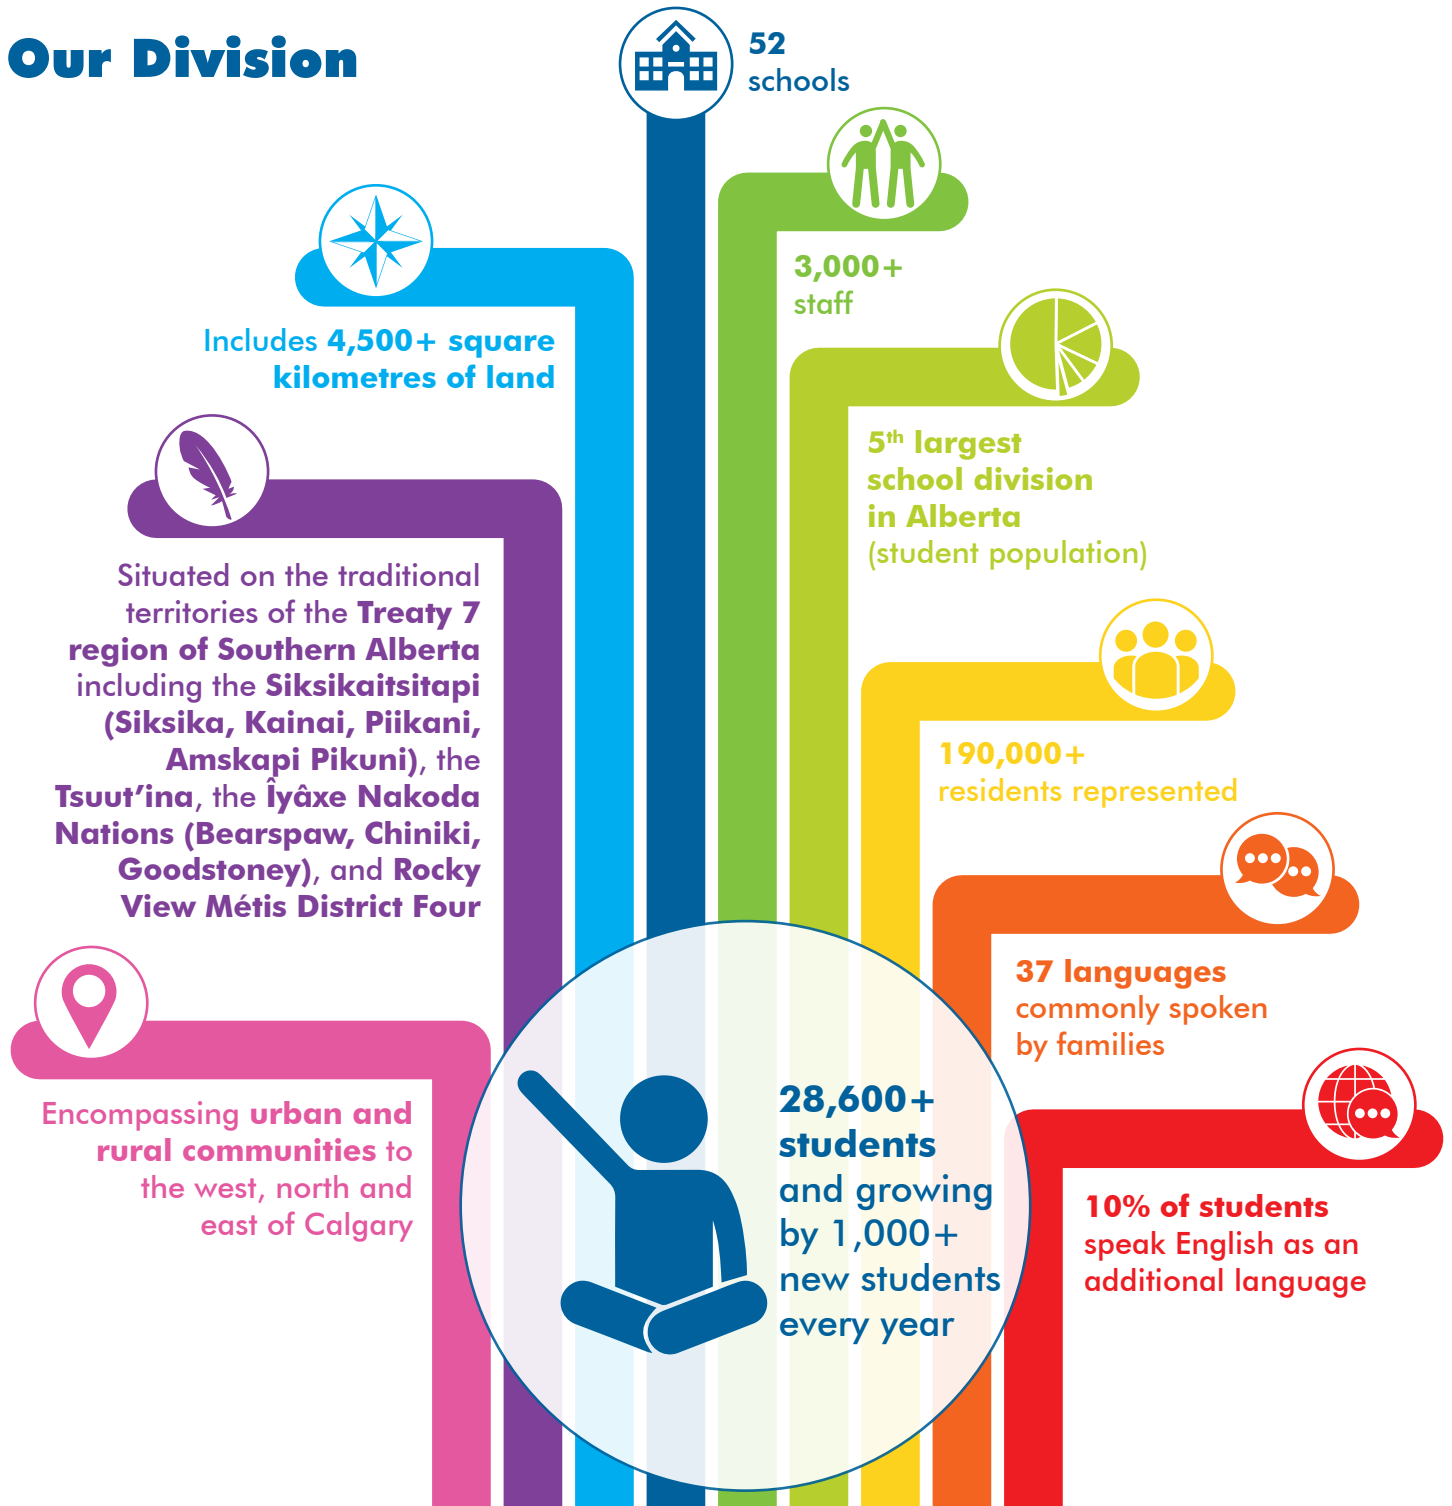 Our Division
52
schools
3,000+
staff
Includes 4,500+ square
kilometres of land
5th largest
school division
in Alberta
(student population)
Situated on the traditional
territories of the Treaty 7
region of Southern Alberta
including the Siksikaitsitapi
(Siksika, Kainai, Piikani,
Amskapi Pikuni), the
Tsuut’ina, the Îyâxe Nakoda
Nations (Bearspaw, Chiniki,
Goodstoney), and Rocky
View Métis District Four
190,000+
residents represented
37 languages
commonly spoken
by families
Encompassing urban and
rural communities to
the west, north and
east of Calgary
28,600+
students
and growing
by 1,000+
new students
every year
10% of students
speak English as an
additional language